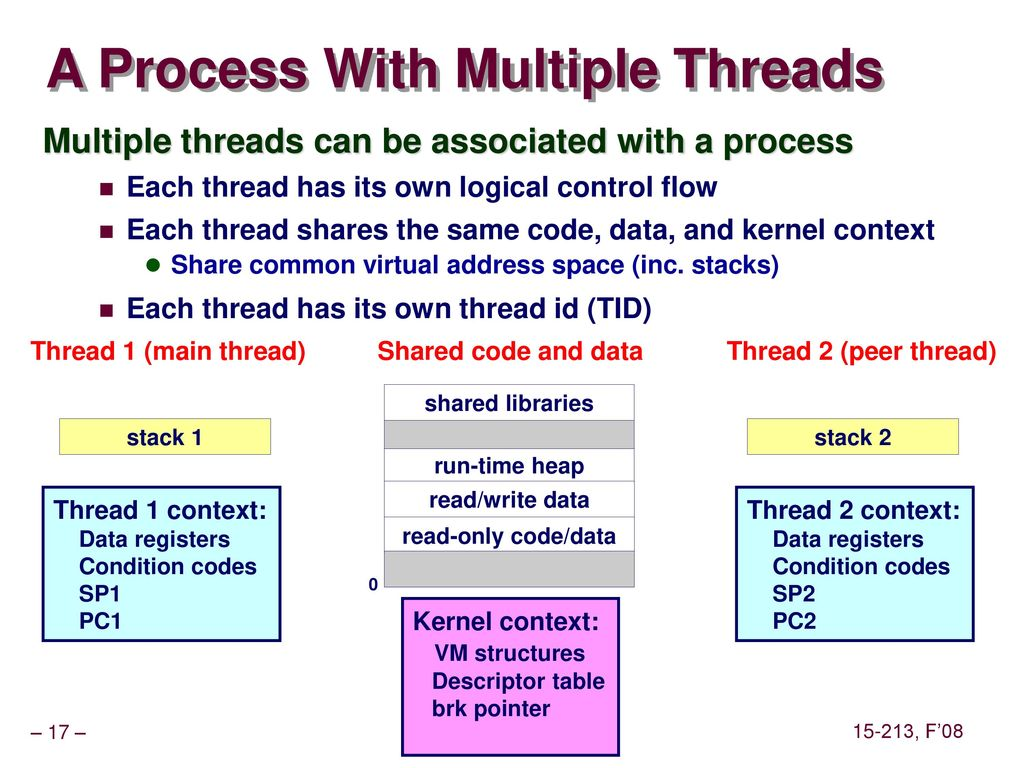 A Process With Multiple Threads
Multiple threads can be associated with a process
Each thread has its own logical control flow
Each thread shares the same code, data, and kernel context
Share common virtual address space (inc. stacks)
Each thread has its own thread id (TID)
Thread 1 (main thread)
stack 1
Thread 1 context:
Data registers
Condition codes
SP1
PC1
Shared code and data
shared libraries
run-time heap
read/write data
read-only code/data
0
Kernel context:
VM structures
Descriptor table
brk pointer
Thread 2 (peer thread)
stack 2
Thread 2 context:
Data registers
Condition codes
SP2
PC2
– 17 –
15-213, F’08